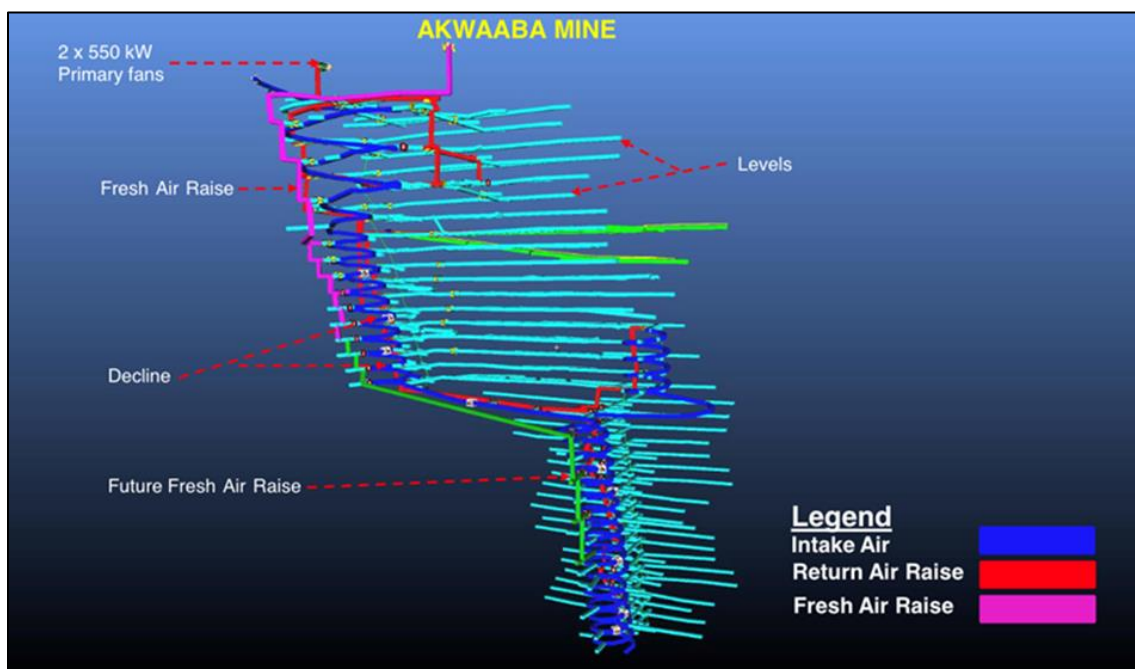 AKWAABA MINE
2 x 550 kW
Primary fans
Levels
Fresh Air Raise
Decline
Future Fresh Air Raise
Legend
Intake Air
Return Air Raise
Fresh Air Raise